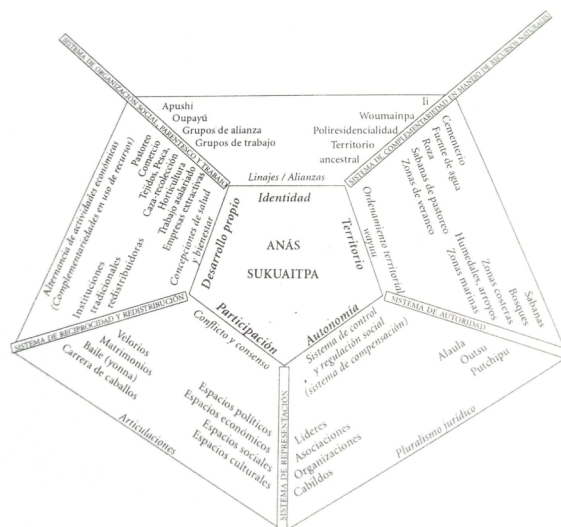 SISTEMA DE ORGANIZACIÓN SOCIAL, PARENTESCO Y TRABAJO
SISTEMA DE COMPLEMENTARIEDAD EN MANEJO DE RECURSOS NATURALES
Apushi
Oupayú
Grupos de alianza
Grupos de trabajo
Ii
Woumainpa
Poliresidencialidad
Territorio
ancestral
Linajes / Alianzas
Identidad
ANÁS
SUKUAITPA
Desarrollo propio
Territorio
Participación
Autonomía
Alternancia de actividades económicas
(Complementariedades en uso de recursos)
Pastoreo
Comercio
Tejidos, Pesca,
Caza-recolección
Horticultura
Trabajo asalariado
Empresas extractivas
Concepciones de salud
y bienestar
Instituciones
tradicionales
redistribuidoras
Cementerio
Fuente de agua
Roza
Sabanas de pastoreo
Zonas de veraneo
Ordenamiento territorial
wayuu
Humedales, arroyos
Zonas marinas
Sabanas
Bosques
Zonas costeras
SISTEMA DE RECIPROCIDAD Y REDISTRIBUCIÓN
SISTEMA DE AUTORIDAD
Conflicto y consenso
Sistema de control
y regulación social
(sistema de compensación)
Velorios
Matrimonios
Baile (yonna)
Carrera de caballos
Articulaciones
Espacios políticos
Espacios económicos
Espacios sociales
Espacios culturales
SISTEMA DE REPRESENTACIÓN
Líderes
Asociaciones
Organizaciones
Cabildos
Alaula
Outsu
Putchipu
Pluralismo jurídico